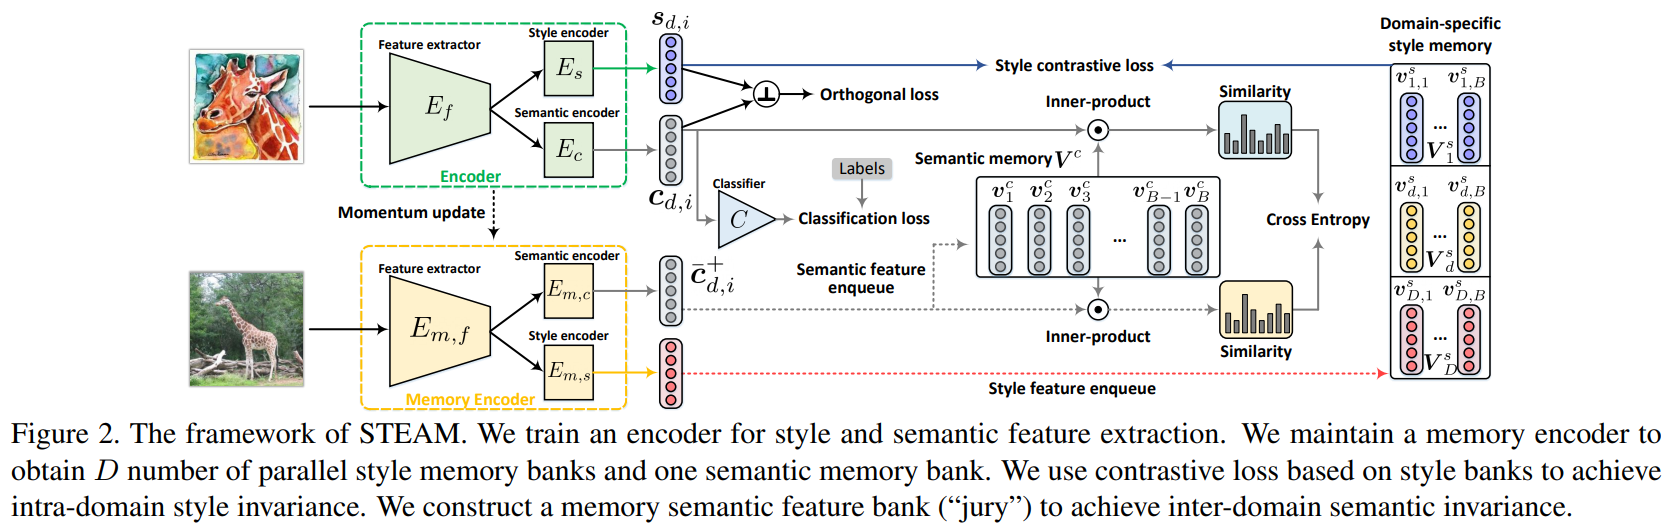 Feature extractor
Style encoder
E_f
E_s
Semantic encoder
E_c
Encoder
s_{d,i}
c_{d,i}
Style contrastive loss
Orthogonal loss
Inner-product
Similarity
Domain-specific
style memory
v^s_{1,1} v^s_{1,B}
...
V^s_1
v^s_{d,1} v^s_{d,B}
...
V^s_d
v^s_{D,1} v^s_{D,B}
...
V^s_D
Labels
Semantic memory V^c
Classifier
C
Classification loss
v^c_1 v^c_2 v^c_3 v^c_{B-1} v^c_B
...
Cross Entropy
Momentum update
Feature extractor
Semantic encoder
E_{m,f}
E_{m,c}
Style encoder
E_{m,s}
Memory Encoder
c̄^+_{d,i}
Semantic feature
enqueue
Inner-product
Similarity
Style feature enqueue
Figure 2. The framework of STEAM. We train an encoder for style and semantic feature extraction. We maintain a memory encoder to
obtain D number of parallel style memory banks and one semantic memory bank. We use contrastive loss based on style banks to achieve
intra-domain style invariance. We construct a memory semantic feature bank (“jury”) to achieve inter-domain semantic invariance.